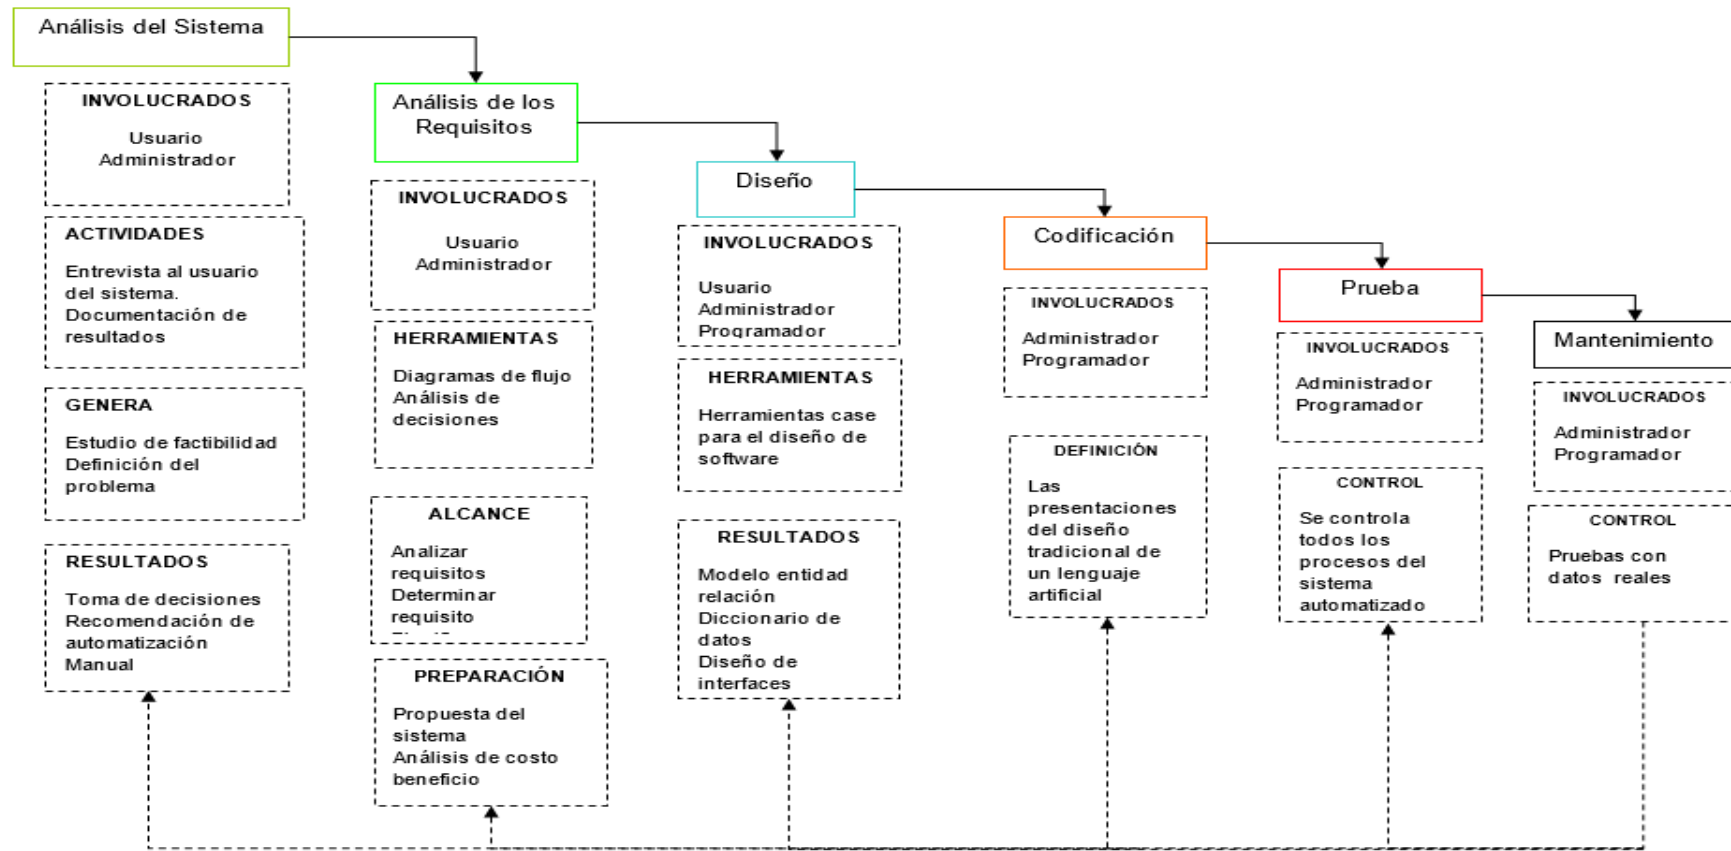 Análisis del Sistema
INVOLUCRADOS
Usuario
Administrador
ACTIVIDADES
Entrevista al usuario
del sistema.
Documentación de
resultados
GENERA
Estudio de factibilidad
Definición del
problema
RESULTADOS
Toma de decisiones
Recomendación de
automatización
Manual
Análisis de los
Requisitos
INVOLUCRADOS
Usuario
Administrador
HERRAMIENTAS
Diagramas de flujo
Análisis de
decisiones
ALCANCE
Analizar
requisitos
Determinar
requisito
PREPARACIÓN
Propuesta del
sistema
Análisis de costo
beneficio
Diseño
INVOLUCRADOS
Usuario
Administrador
Programador
HERRAMIENTAS
Herramientas case
para el diseño de
software
RESULTADOS
Modelo entidad
relación
Diccionario de
datos
Diseño de
interfaces
Codificación
INVOLUCRADOS
Administrador
Programador
DEFINICIÓN
Las
presentaciones
del diseño
tradicional de
un lenguaje
artificial
Prueba
INVOLUCRADOS
Administrador
Programador
CONTROL
Se controla
todos los
procesos del
sistema
automatizado
Mantenimiento
INVOLUCRADOS
Administrador
Programador
CONTROL
Pruebas con
datos reales